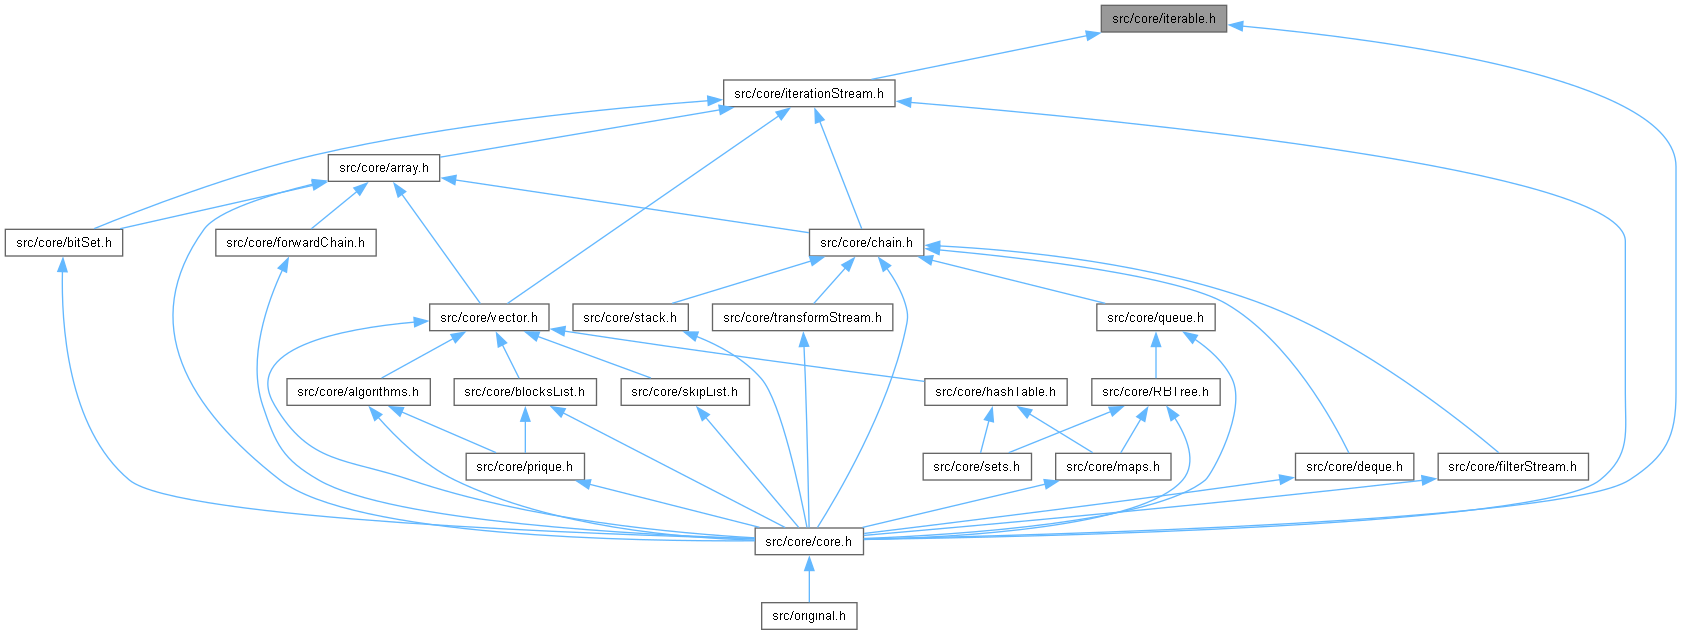 src/core/iterable.h
src/core/iterationStream.h
src/core/array.h
src/core/bitSet.h
src/core/forwardChain.h
src/core/chain.h
src/core/vector.h
src/core/stack.h
src/core/transformStream.h
src/core/queue.h
src/core/algorithms.h
src/core/blocksList.h
src/core/skipList.h
src/core/hashTable.h
src/core/RBTree.h
src/core/prique.h
src/core/sets.h
src/core/maps.h
src/core/deque.h
src/core/filterStream.h
src/core/core.h
src/original.h